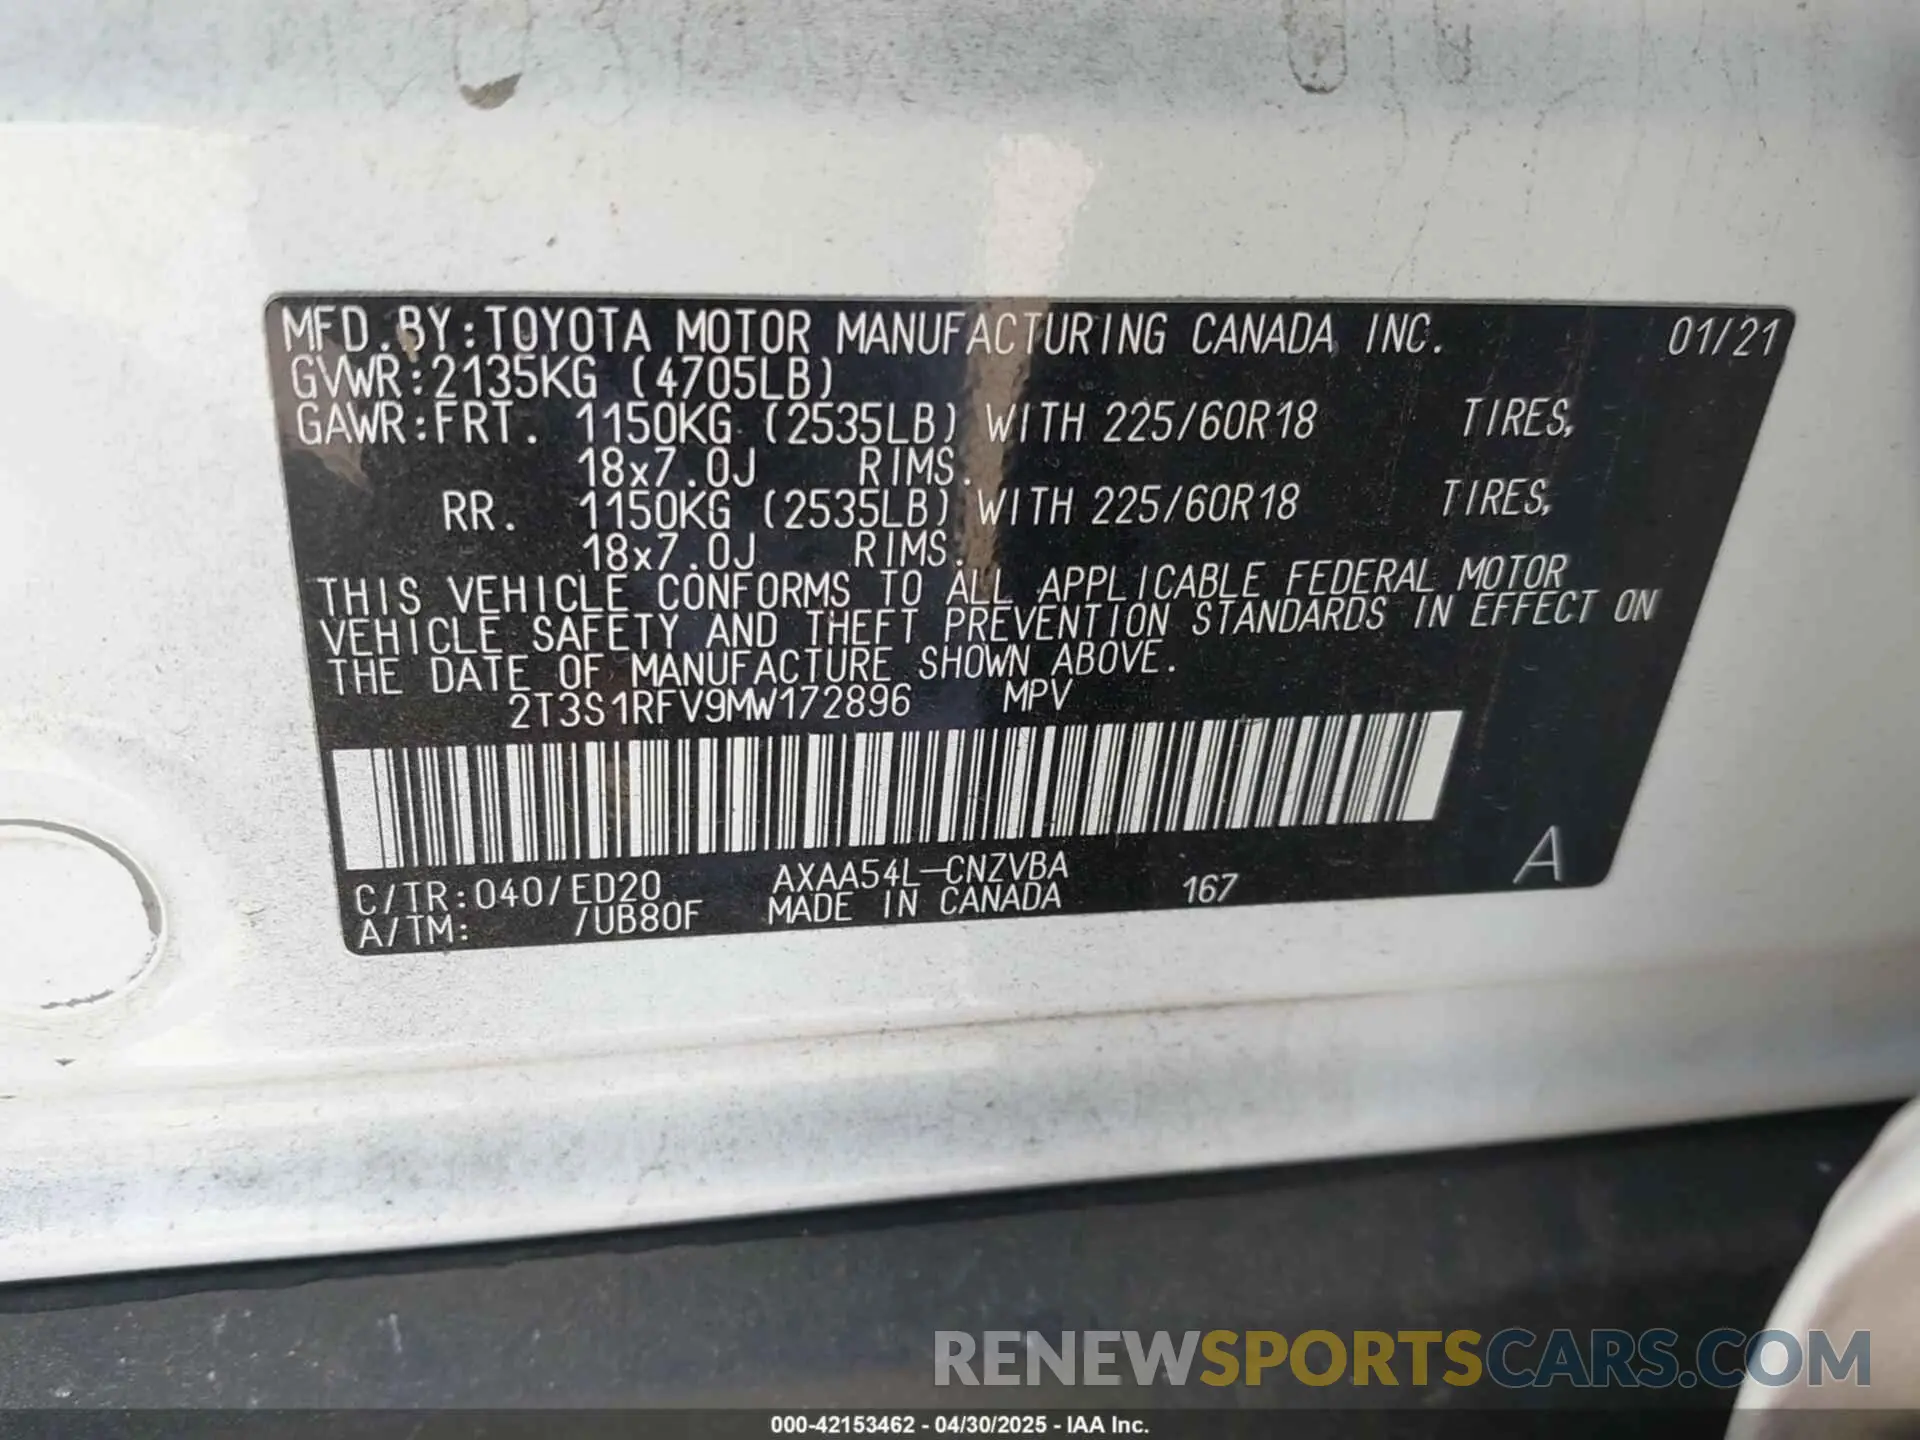 MFD.BY:TOYOTA MOTOR MANUFACTURING CANADA INC. 01/21
GVWR:2135KG (4705LB)
GAWR:FRT. 1150KG (2535LB) WITH 225/60R18 TIRES,
18x7.0J RIMS.
RR. 1150KG (2535LB) WITH 225/60R18 TIRES,
18x7.0J RIMS.
THIS VEHICLE CONFORMS TO ALL APPLICABLE FEDERAL MOTOR
VEHICLE SAFETY AND THEFT PREVENTION STANDARDS IN EFFECT ON
THE DATE OF MANUFACTURE SHOWN ABOVE.
2T3S1RFV9MW172896 MPV
C/TR:040/ED20 AXAA54L-CNZVBA 167 A
A/TM: /UB80F MADE IN CANADA
RENEWSPORTSCARS.COM
000-42153462 - 04/30/2025 - IAA Inc.